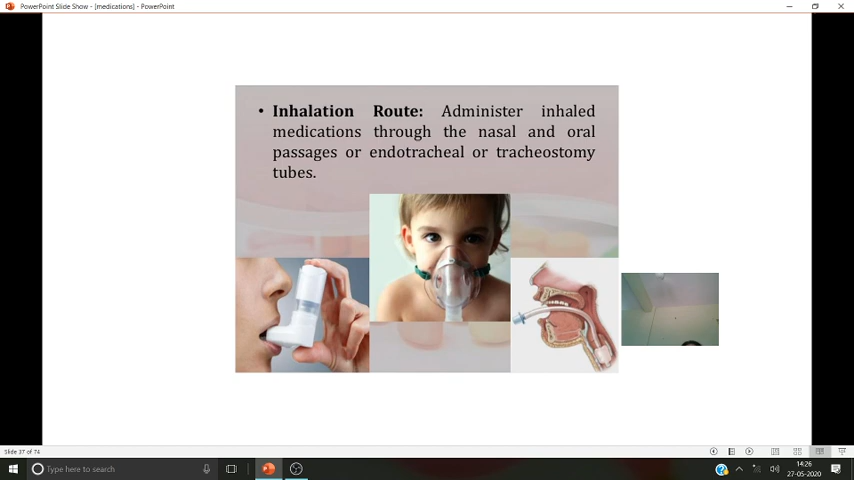 PowerPoint Slide Show - [medications] - PowerPoint
• Inhalation Route: Administer inhaled
medications through the nasal and oral
passages or endotracheal or tracheostomy
tubes.
Slide 37 of 74
Type here to search
14:26
27-05-2020